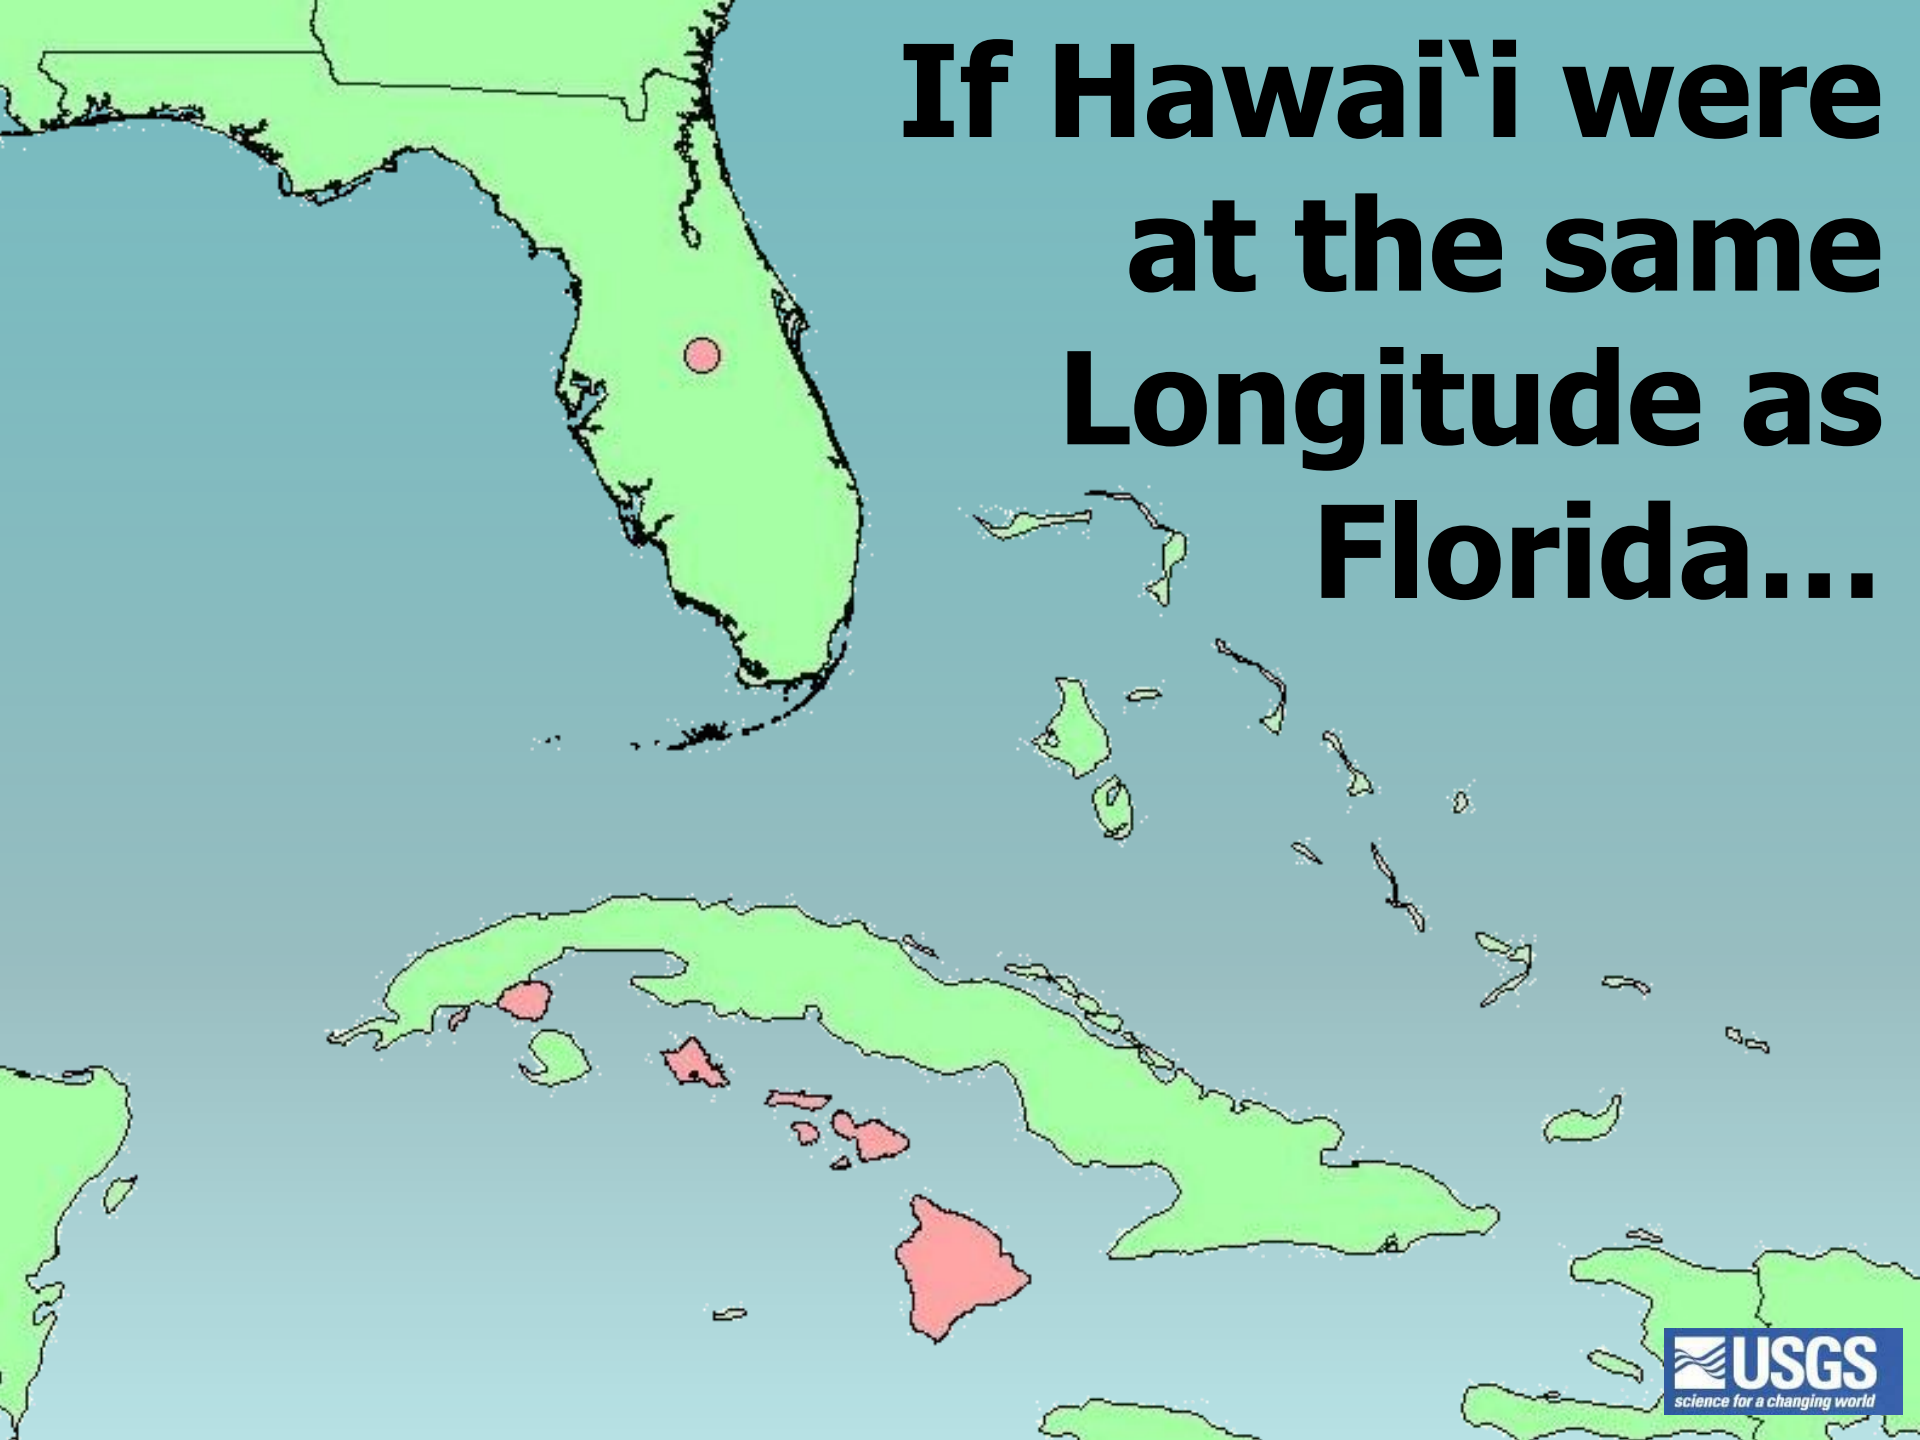 If Hawai‘i were
at the same
Longitude as
Florida…
USGS
science for a changing world